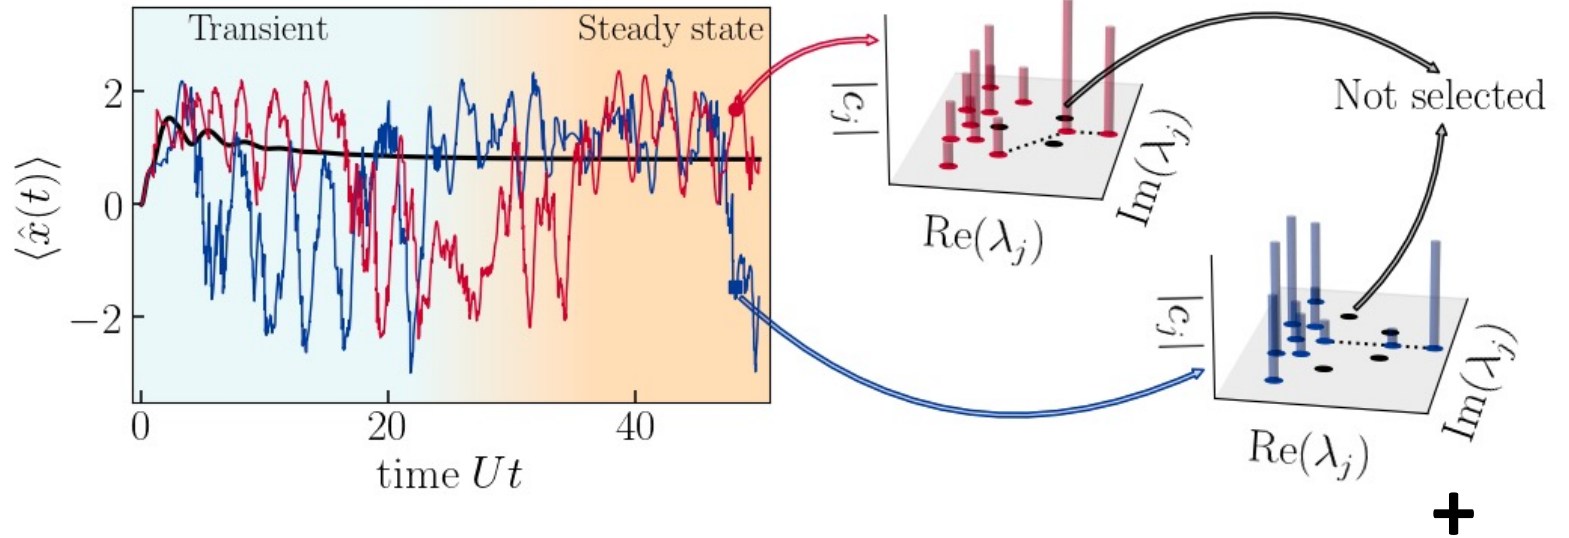 Transient
Steady state
2
0
−2
⟨x̂(t)⟩
0
20
40
time Ut
|c_j|
Re(λ_j)
Im(λ_j)
Not selected
|c_j|
Re(λ_j)
Im(λ_j)
+